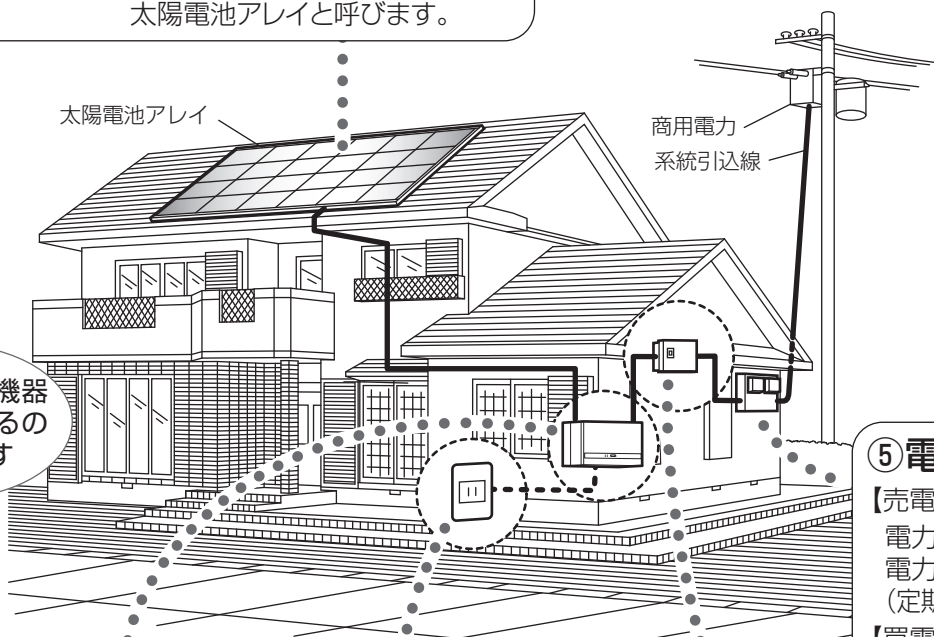 太陽電池アレイと呼びます。
太陽電池アレイ
商用電力
系統引込線
機器
るの
す
⑤電
【売電
電力
電力
（定期
【買電